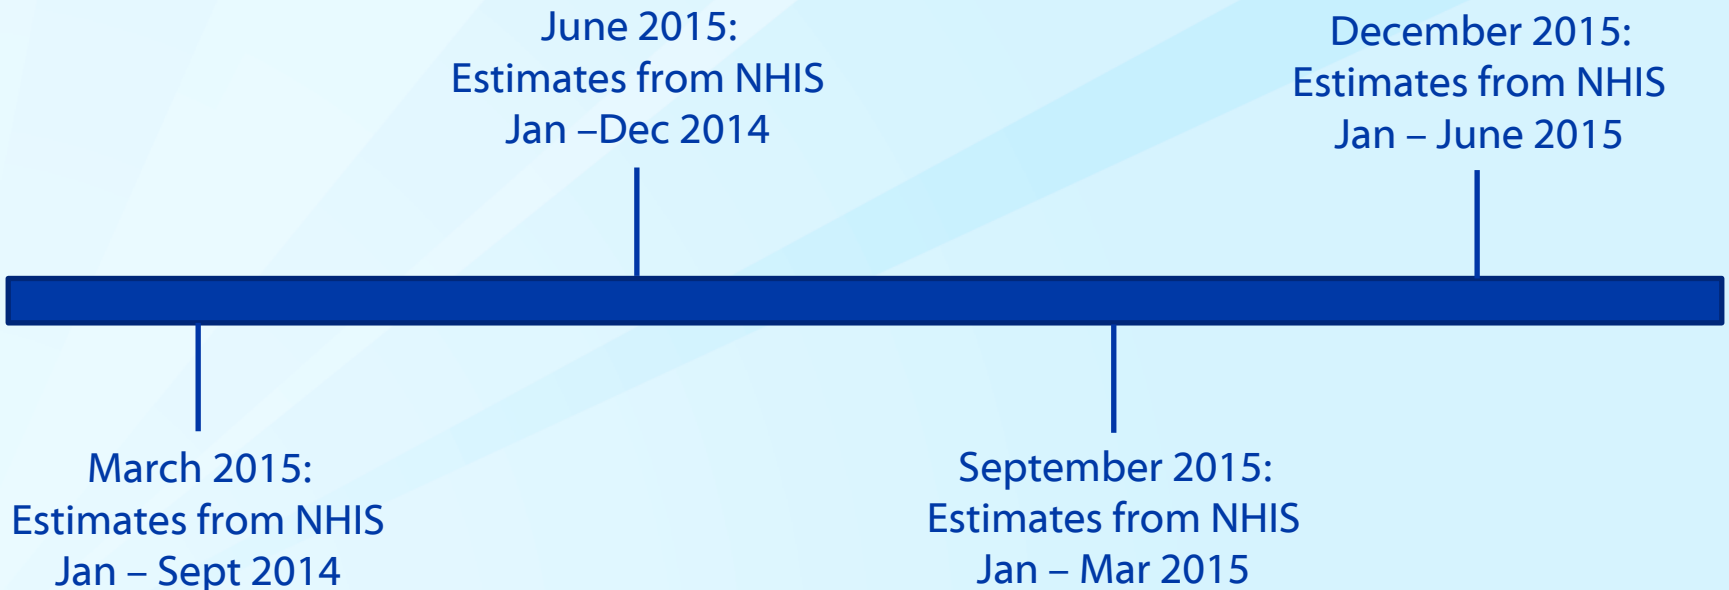 June 2015:
Estimates from NHIS
Jan –Dec 2014
December 2015:
Estimates from NHIS
Jan – June 2015
March 2015:
Estimates from NHIS
Jan – Sept 2014
September 2015:
Estimates from NHIS
Jan – Mar 2015